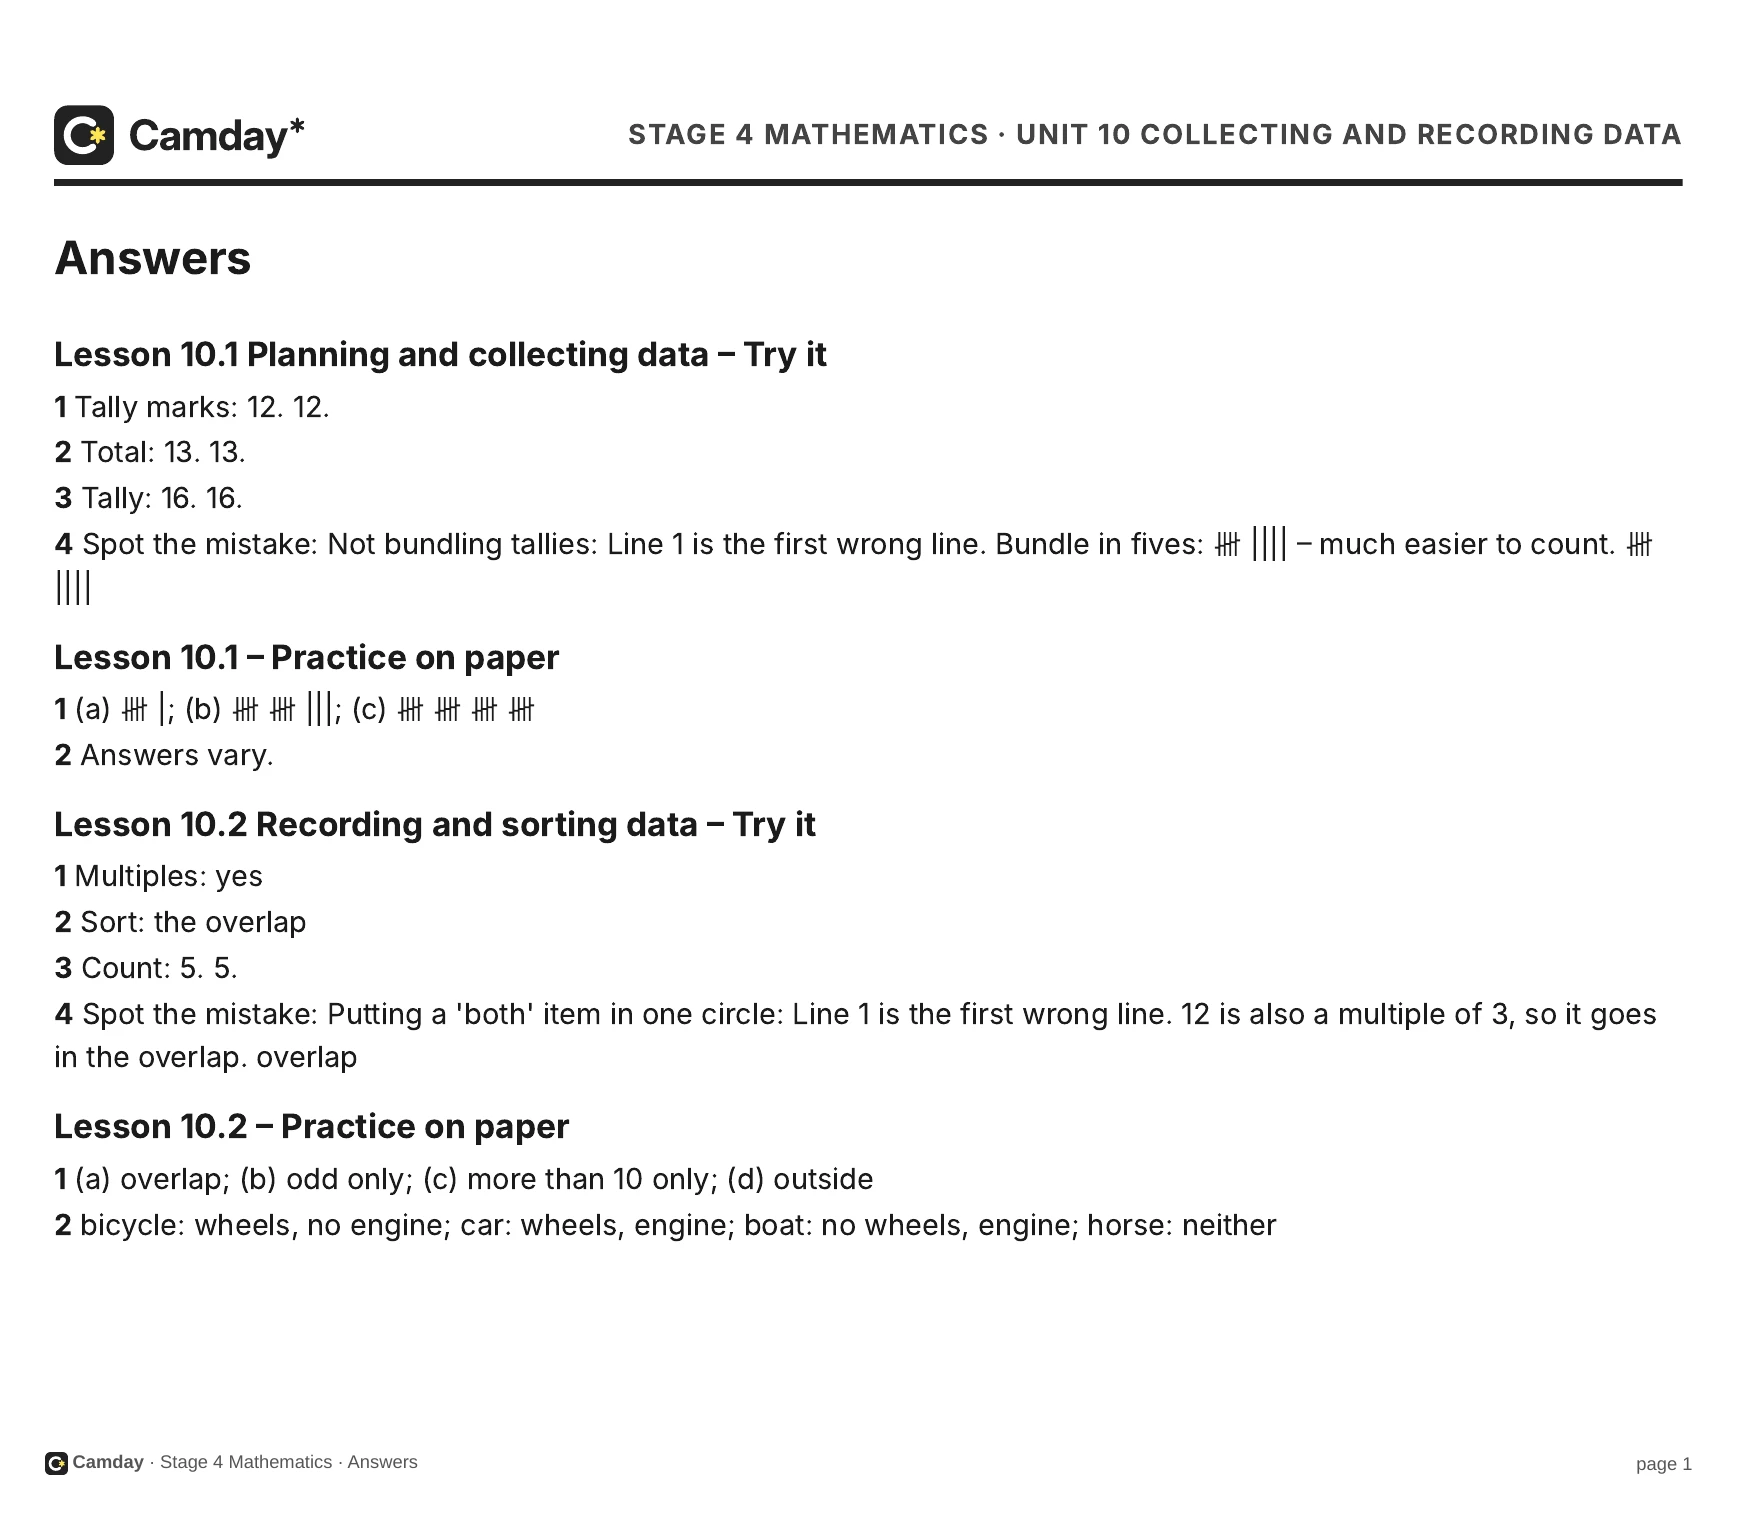 Camday*
STAGE 4 MATHEMATICS · UNIT 10 COLLECTING AND RECORDING DATA
Answers
Lesson 10.1 Planning and collecting data – Try it
1 Tally marks: 12. 12.
2 Total: 13. 13.
3 Tally: 16. 16.
4 Spot the mistake: Not bundling tallies: Line 1 is the first wrong line. Bundle in fives: 𝍸 |||| – much easier to count. 𝍸
||||
Lesson 10.1 – Practice on paper
1 (a) 𝍸 |; (b) 𝍸 𝍸 |||; (c) 𝍸 𝍸 𝍸 𝍸
2 Answers vary.
Lesson 10.2 Recording and sorting data – Try it
1 Multiples: yes
2 Sort: the overlap
3 Count: 5. 5.
4 Spot the mistake: Putting a 'both' item in one circle: Line 1 is the first wrong line. 12 is also a multiple of 3, so it goes
in the overlap. overlap
Lesson 10.2 – Practice on paper
1 (a) overlap; (b) odd only; (c) more than 10 only; (d) outside
2 bicycle: wheels, no engine; car: wheels, engine; boat: no wheels, engine; horse: neither
Camday · Stage 4 Mathematics · Answers
page 1